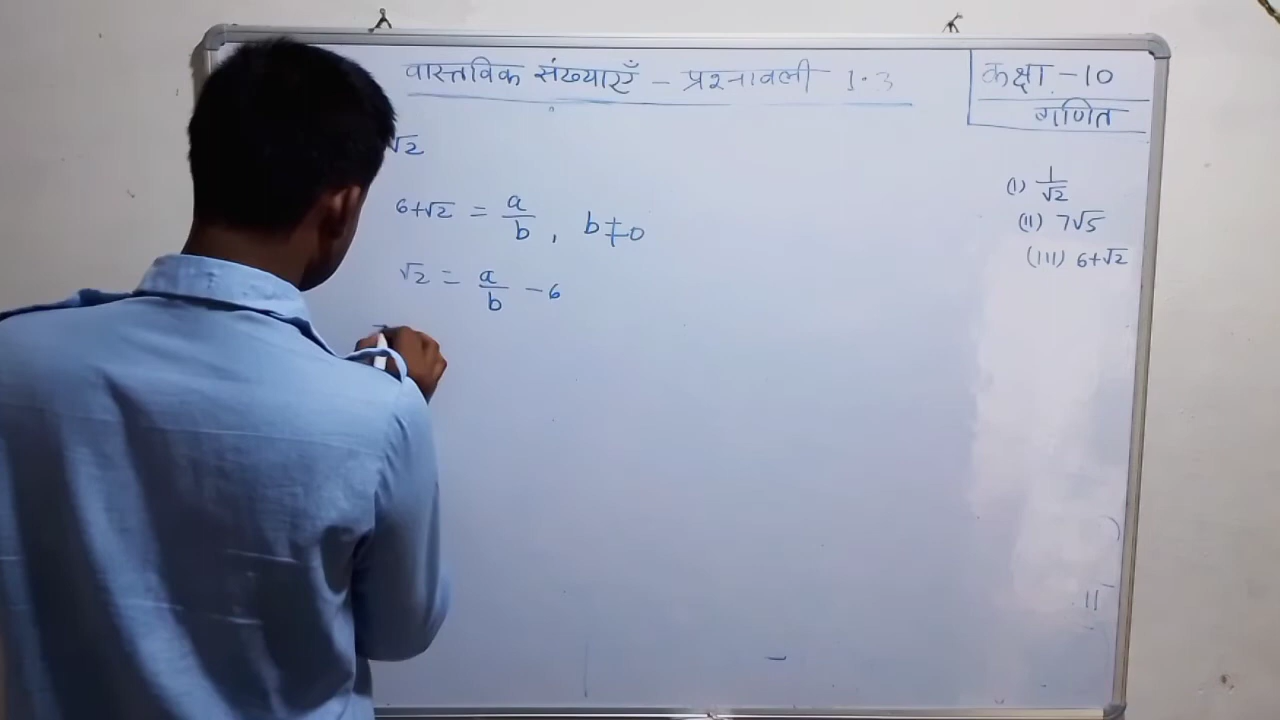 वास्तविक संख्याएँ - प्रश्नावली 1.3
कक्षा - 10
गणित
√2
6+√2 = a/b , b≠0
√2 = a/b - 6
(I) 1/√2
(II) 7√5
(III) 6+√2